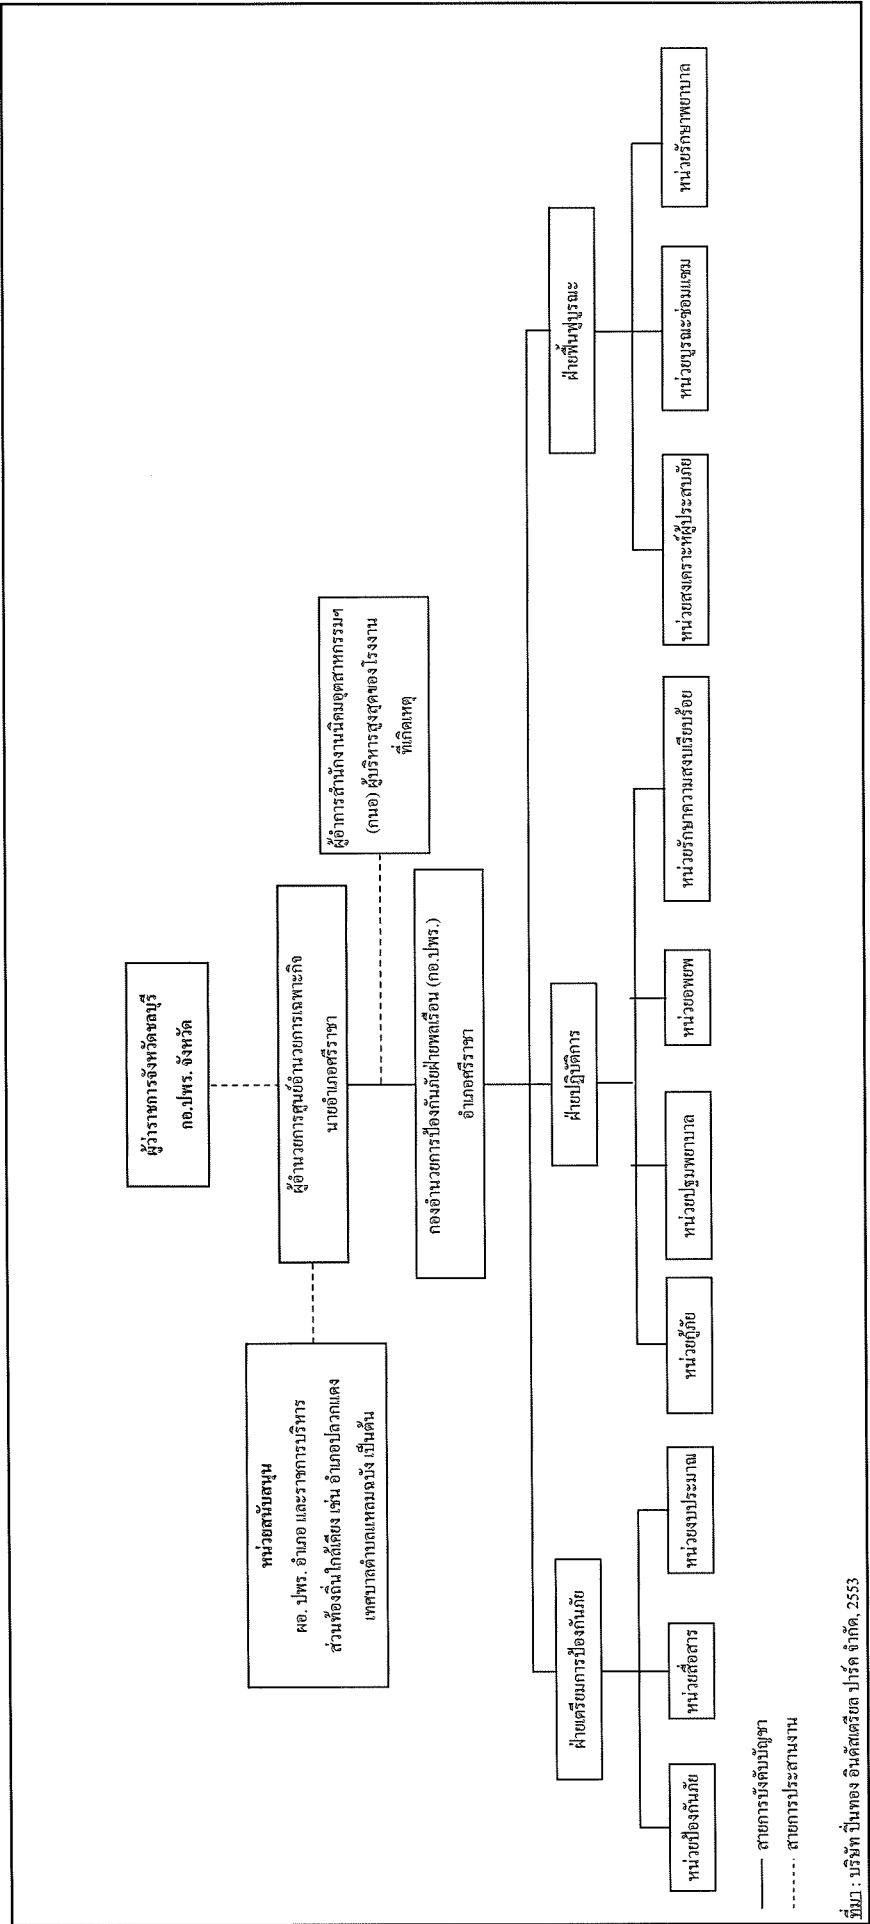 ผู้ว่าราชการจังหวัดชลบุรี
กอ.ปพร. จังหวัด
หน่วยสนับสนุน
ผอ. ปพร. อำเภอ และราชการบริหาร
ส่วนท้องถิ่นใกล้เคียง เช่น อำเภอปลวกแดง
เทศบาลตำบลแหลมฉบัง เป็นต้น
ผู้อำนวยการศูนย์อำนวยการเฉพาะกิจ
นายอำเภอศรีราชา
ผู้อำการสำนักงานนิคมอุตสาหกรรมฯ
(กนอ) ผู้บริหารสูงสุดของโรงงาน
ที่เกิดเหตุ
กองอำนวยการป้องกันภัยฝ่ายพลเรือน (กอ.ปพร.)
อำเภอศรีราชา
ฝ่ายเตรียมการป้องกันภัย
ฝ่ายปฏิบัติการ
ฝ่ายฟื้นฟูบูรณะ
หน่วยป้องกันภัย
หน่วยสื่อสาร
หน่วยงบประมาณ
หน่วยกู้ภัย
หน่วยปฐมพยาบาล
หน่วยอพยพ
หน่วยรักษาความสงบเรียบร้อย
หน่วยสงเคราะห์ผู้ประสบภัย
หน่วยบูรณะซ่อมแซม
หน่วยรักษาพยาบาล
สายการบังคับบัญชา
สายการประสานงาน
ที่มา : บริษัท ปิ่นทอง อินดัสเตรียล ปาร์ค จำกัด, 2553